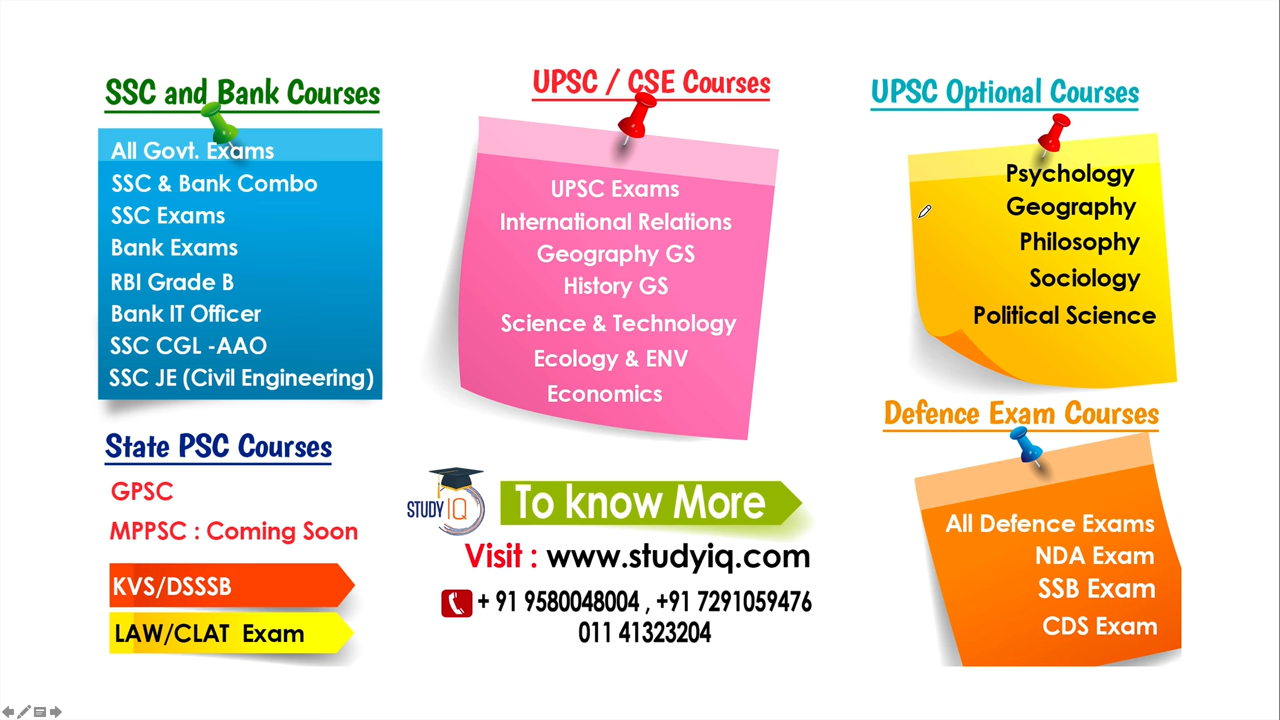 SSC and Bank Courses
All Govt. Exams
SSC & Bank Combo
SSC Exams
Bank Exams
RBI Grade B
Bank IT Officer
SSC CGL -AAO
SSC JE (Civil Engineering)
State PSC Courses
GPSC
MPPSC : Coming Soon
KVS/DSSSB
LAW/CLAT Exam
UPSC / CSE Courses
UPSC Exams
International Relations
Geography GS
History GS
Science & Technology
Ecology & ENV
Economics
STUDY IQ
To know More
Visit : www.studyiq.com
+ 91 9580048004 , +91 7291059476
011 41323204
UPSC Optional Courses
Psychology
Geography
Philosophy
Sociology
Political Science
Defence Exam Courses
All Defence Exams
NDA Exam
SSB Exam
CDS Exam